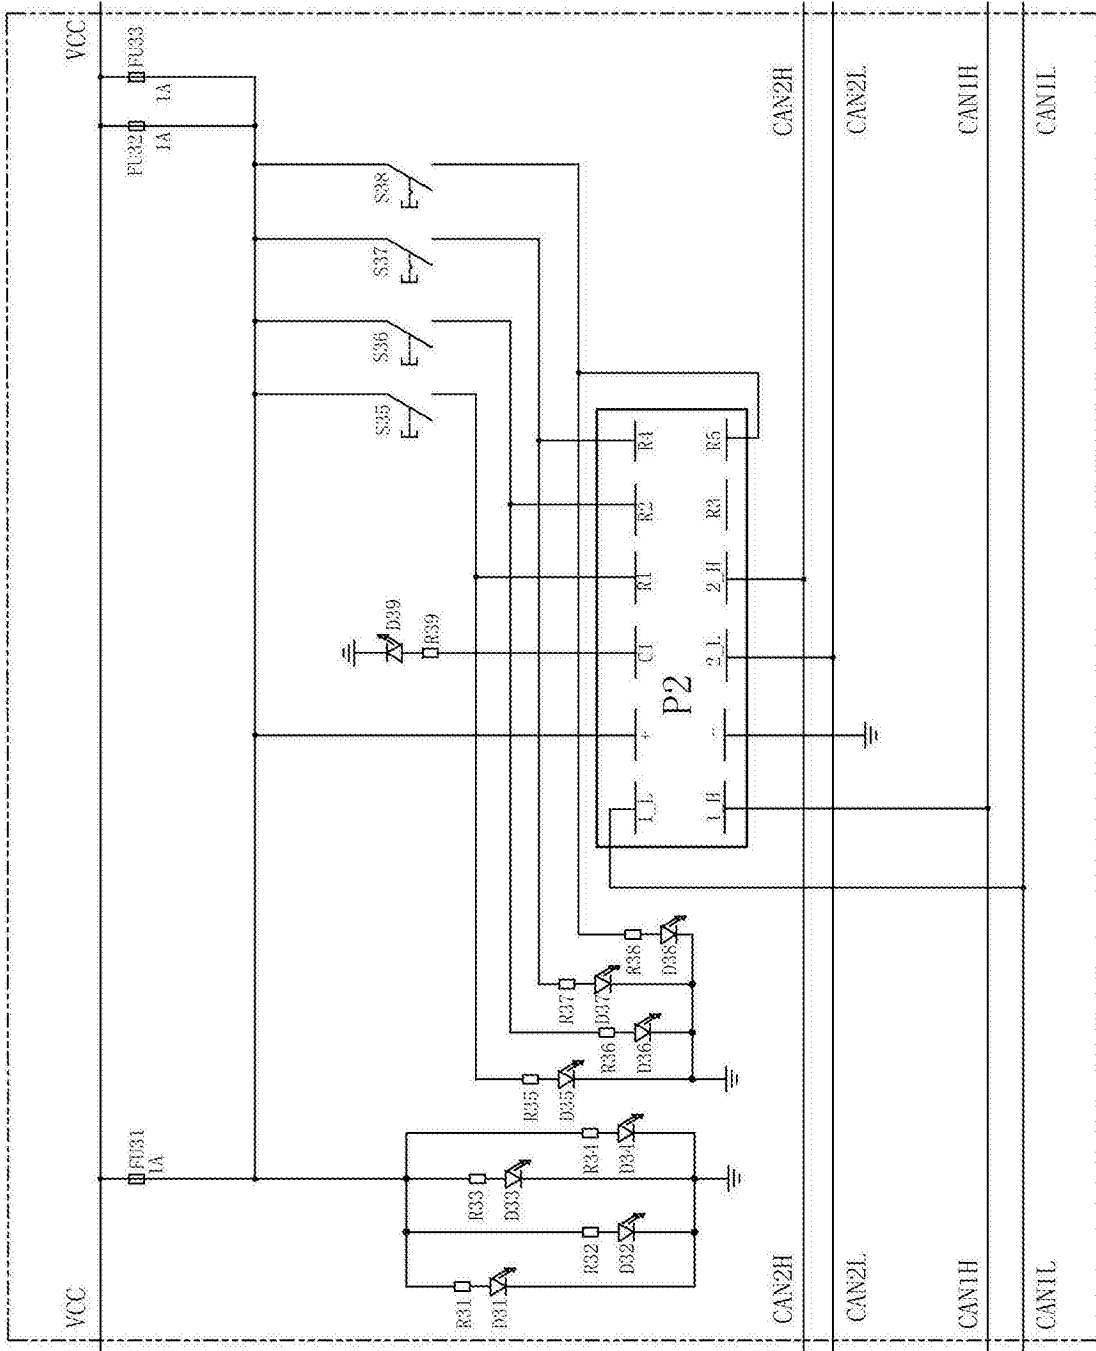 VCC VCC
FU31 FU32 FU33
1A 1A 1A
S35 S36 S37 S38
D39
R39
R31 R33 R35 R37
D31 D33 D35 D37
R32 R34 R36 R38
D32 D34 D36 D38
1_L + C1 R1 R2 R4
P2
1_H - 2_L 2_H R3 R5
CAN2H CAN2H
CAN2L CAN2L
CAN1H CAN1H
CAN1L CAN1L